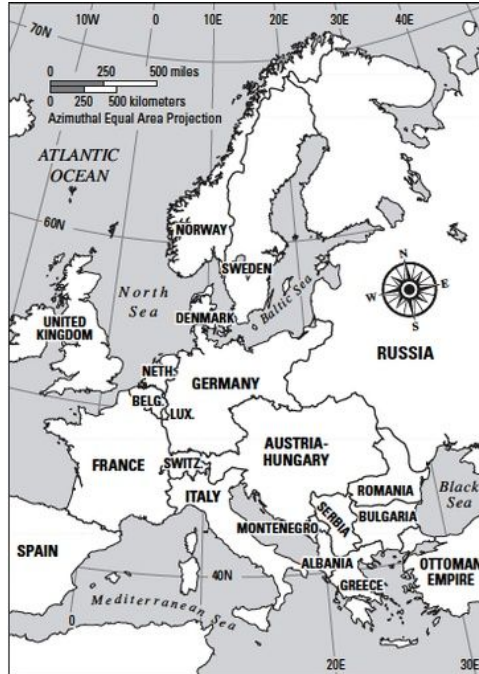 70N
10W
0
10E
20E
30E
40E
0 250 500 miles
0 250 500 kilometers
Azimuthal Equal Area Projection
ATLANTIC
OCEAN
60N
NORWAY
SWEDEN
N
W E
S
North
Sea
Baltic Sea
DENMARK
UNITED
KINGDOM
RUSSIA
NETH.
GERMANY
BELG.
LUX.
AUSTRIA-
HUNGARY
FRANCE
SWITZ.
ROMANIA
Black
Sea
ITALY
SERBIA
BULGARIA
MONTENEGRO
SPAIN
ALBANIA
OTTOMAN
EMPIRE
40N
GREECE
Mediterranean Sea
0
20E
30E